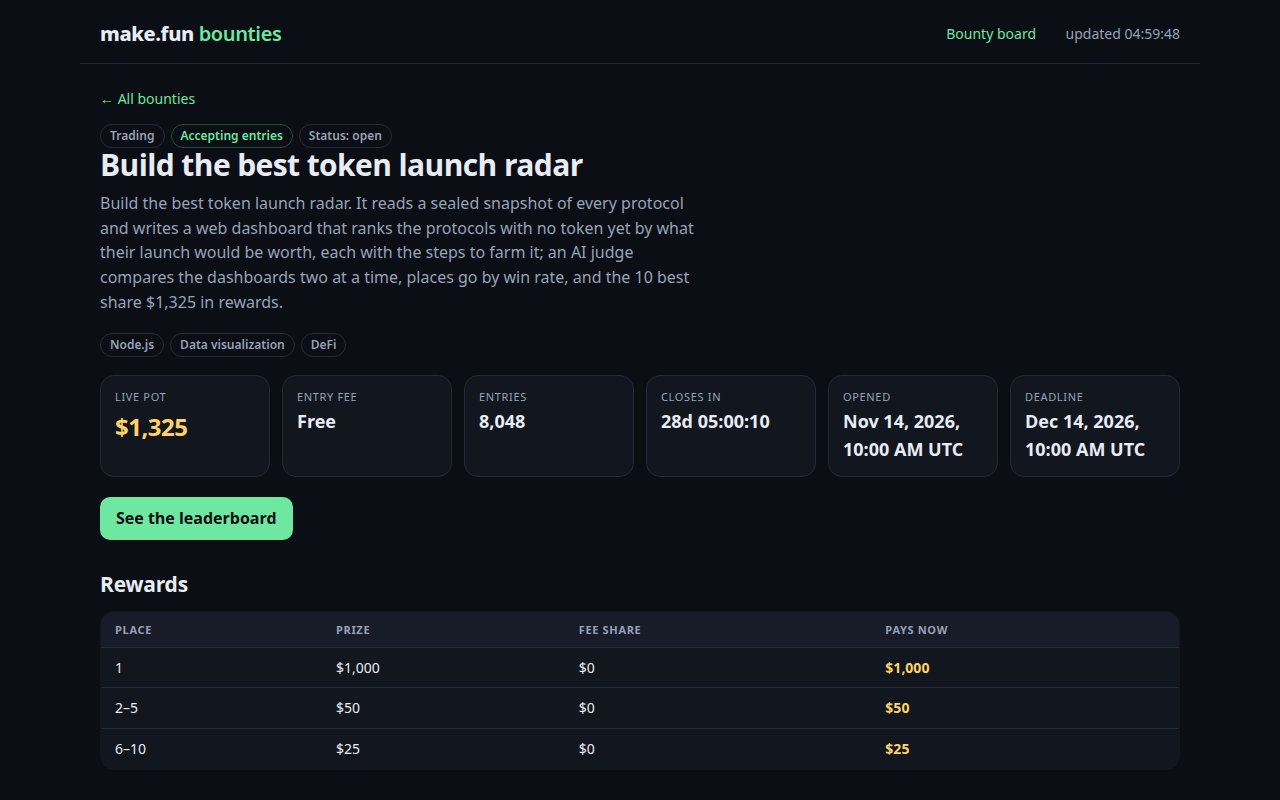 make.fun bounties
Bounty board updated 04:59:48
← All bounties
Trading Accepting entries Status: open
Build the best token launch radar
Build the best token launch radar. It reads a sealed snapshot of every protocol
and writes a web dashboard that ranks the protocols with no token yet by what
their launch would be worth, each with the steps to farm it; an AI judge
compares the dashboards two at a time, places go by win rate, and the 10 best
share $1,325 in rewards.
Node.js Data visualization DeFi
LIVE POT
$1,325
ENTRY FEE
Free
ENTRIES
8,048
CLOSES IN
28d 05:00:10
OPENED
Nov 14, 2026,
10:00 AM UTC
DEADLINE
Dec 14, 2026,
10:00 AM UTC
See the leaderboard
Rewards
PLACE PRIZE FEE SHARE PAYS NOW
1 $1,000 $0 $1,000
2–5 $50 $0 $50
6–10 $25 $0 $25